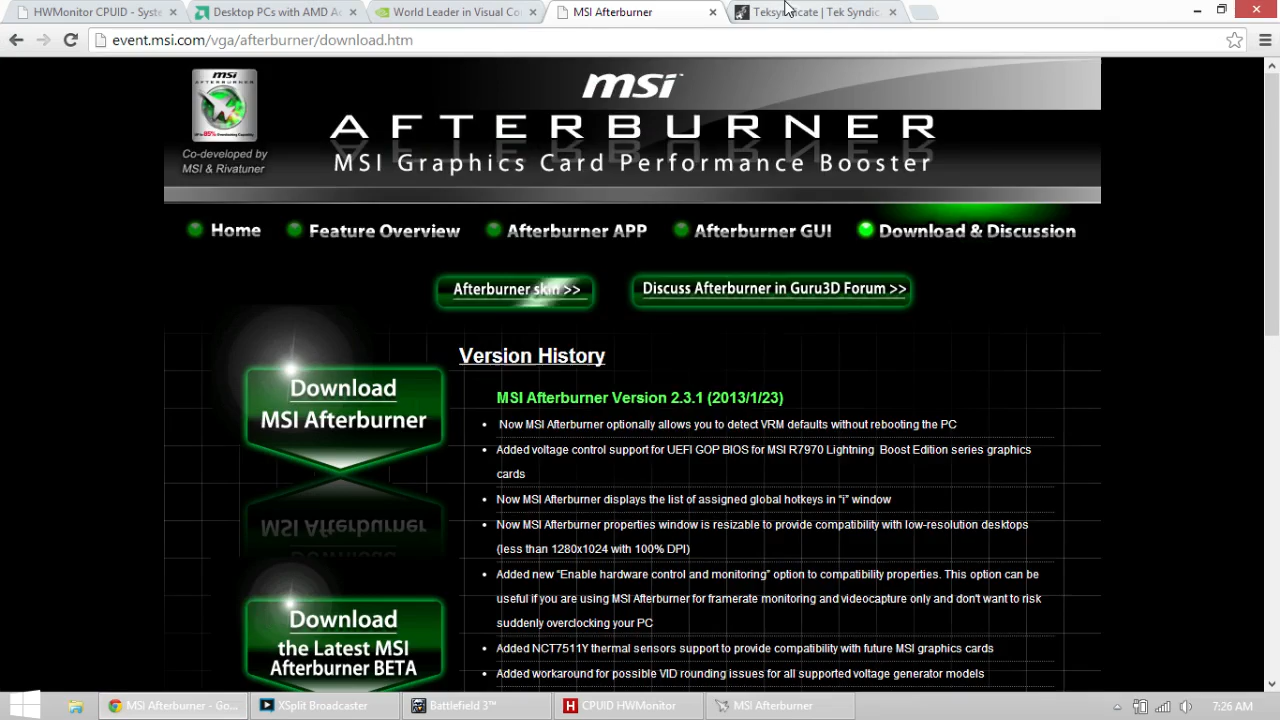 HWMonitor CPUID - Syste
Desktop PCs with AMD Ac
World Leader in Visual Co
MSI Afterburner
Teksyndicate | Tek Syndic
event.msi.com/vga/afterburner/download.htm
msi
AFTERBURNER
Co-developed by
MSI & Rivatuner
msi
AFTERBURNER
MSI Graphics Card Performance Booster
Home
Feature Overview
Afterburner APP
Afterburner GUI
Download & Discussion
Afterburner skin >>
Discuss Afterburner in Guru3D Forum >>
Download
MSI Afterburner
Download
the Latest MSI
Afterburner BETA
Version History
MSI Afterburner Version 2.3.1 (2013/1/23)
• Now MSI Afterburner optionally allows you to detect VRM defaults without rebooting the PC
• Added voltage control support for UEFI GOP BIOS for MSI R7970 Lightning Boost Edition series graphics
cards
• Now MSI Afterburner displays the list of assigned global hotkeys in “i” window
• Now MSI Afterburner properties window is resizable to provide compatibility with low-resolution desktops
(less than 1280x1024 with 100% DPI)
• Added new “Enable hardware control and monitoring” option to compatibility properties. This option can be
useful if you are using MSI Afterburner for framerate monitoring and videocapture only and don't want to risk
suddenly overclocking your PC
• Added NCT7511Y thermal sensors support to provide compatibility with future MSI graphics cards
• Added workaround for possible VID rounding issues for all supported voltage generator models
MSI Afterburner - Go...
XSplit Broadcaster
Battlefield 3™
CPUID HWMonitor
MSI Afterburner
7:26 AM